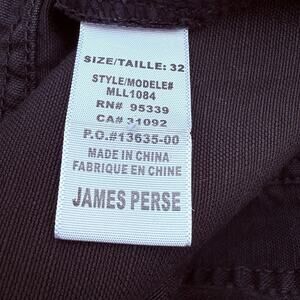 SIZE/TAILLE: 32
STYLE/MODELE#
MLL1084
RN# 95339
CA# 31092
P.O.#13635-00
MADE IN CHINA
FABRIQUE EN CHINE
JAMES PERSE